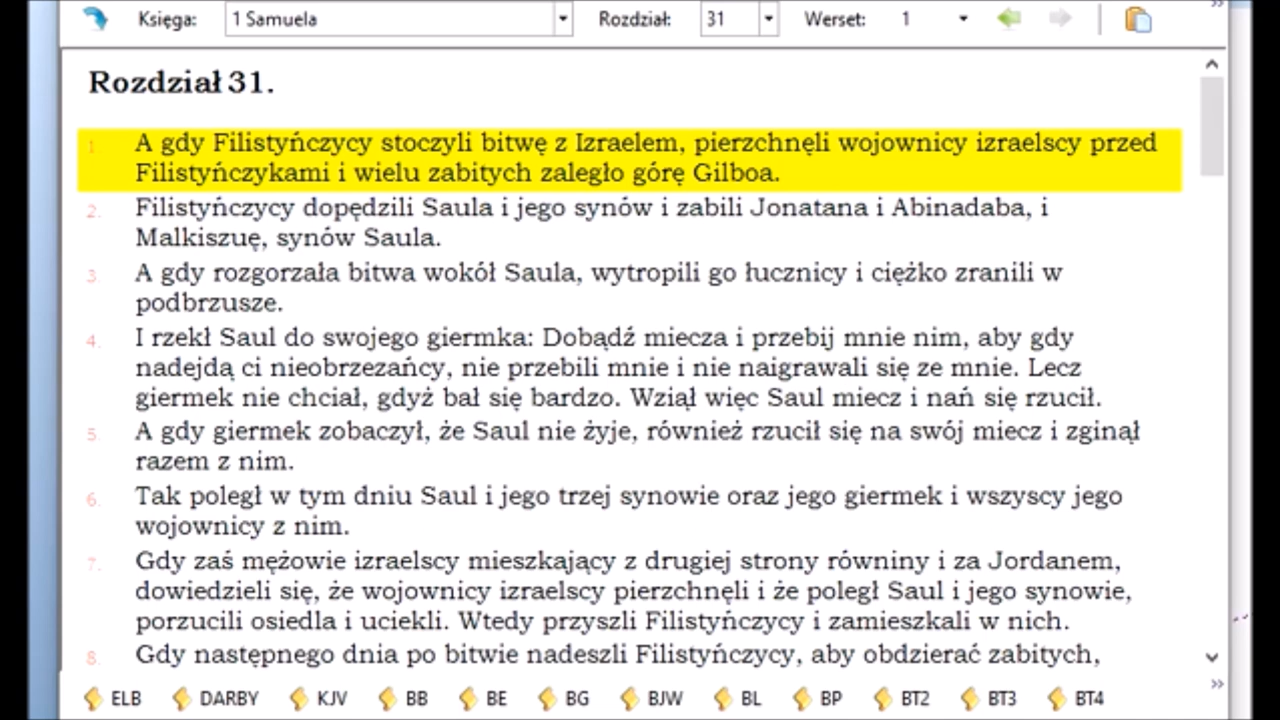 Księga: 1 Samuela Rozdział: 31 Werset: 1
Rozdział 31.
1 A gdy Filistyńczycy stoczyli bitwę z Izraelem, pierzchnęli wojownicy izraelscy przed
Filistyńczykami i wielu zabitych zaległo górę Gilboa.
2. Filistyńczycy dopędzili Saula i jego synów i zabili Jonatana i Abinadaba, i
Malkiszuę, synów Saula.
3. A gdy rozgorzała bitwa wokół Saula, wytropili go łucznicy i ciężko zranili w
podbrzusze.
4. I rzekł Saul do swojego giermka: Dobądź miecza i przebij mnie nim, aby gdy
nadejdą ci nieobrzezańcy, nie przebili mnie i nie naigrawali się ze mnie. Lecz
giermek nie chciał, gdyż bał się bardzo. Wziął więc Saul miecz i nań się rzucił.
5. A gdy giermek zobaczył, że Saul nie żyje, również rzucił się na swój miecz i zginął
razem z nim.
6. Tak poległ w tym dniu Saul i jego trzej synowie oraz jego giermek i wszyscy jego
wojownicy z nim.
7. Gdy zaś mężowie izraelscy mieszkający z drugiej strony równiny i za Jordanem,
dowiedzieli się, że wojownicy izraelscy pierzchnęli i że poległ Saul i jego synowie,
porzucili osiedla i uciekli. Wtedy przyszli Filistyńczycy i zamieszkali w nich.
8. Gdy następnego dnia po bitwie nadeszli Filistyńczycy, aby obdzierać zabitych,
ELB DARBY KJV BB BE BG BJW BL BP BT2 BT3 BT4